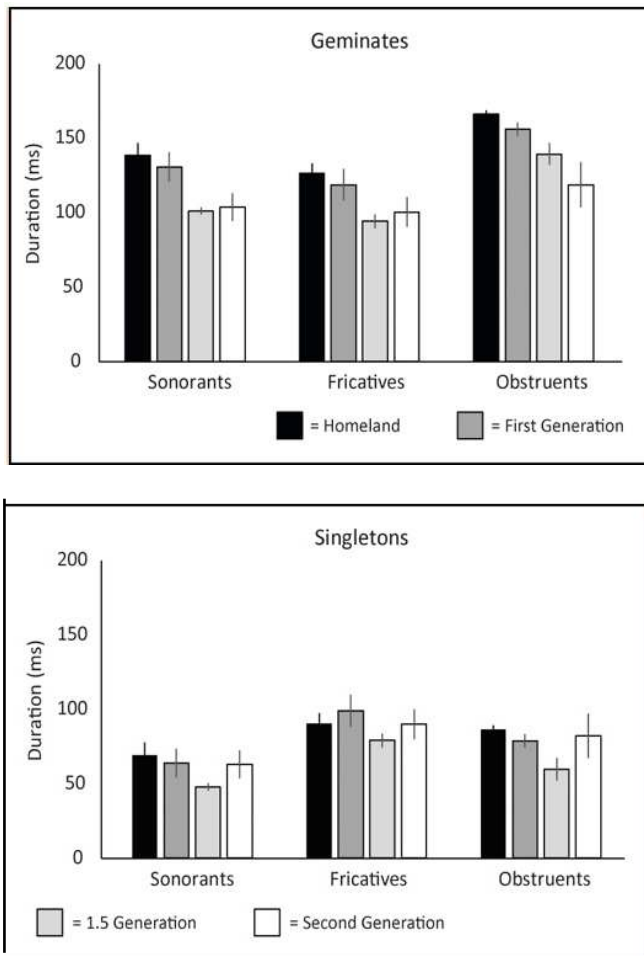 Geminates
200
150
100
50
0
Duration (ms)
Sonorants Fricatives Obstruents
= Homeland = First Generation
Singletons
200
150
100
50
0
Duration (ms)
Sonorants Fricatives Obstruents
= 1.5 Generation = Second Generation